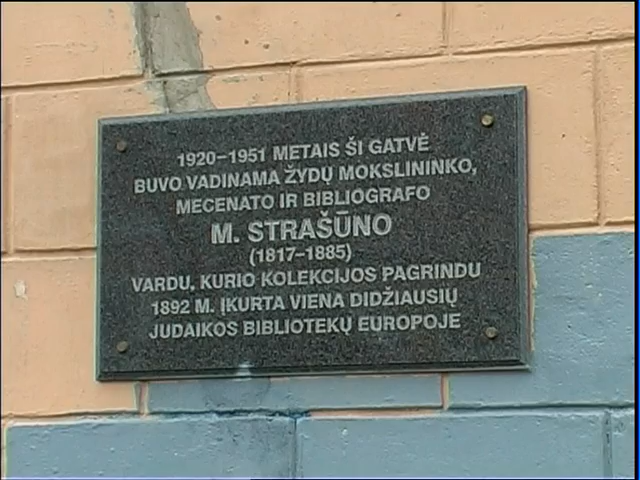 1920–1951 METAIS ŠI GATVĖ
BUVO VADINAMA ŽYDŲ MOKSLININKO,
MECENATO IR BIBLIOGRAFO
M. STRAŠŪNO
(1817–1885)
VARDU, KURIO KOLEKCIJOS PAGRINDU
1892 M. ĮKURTA VIENA DIDŽIAUSIŲ
JUDAIKOS BIBLIOTEKŲ EUROPOJE